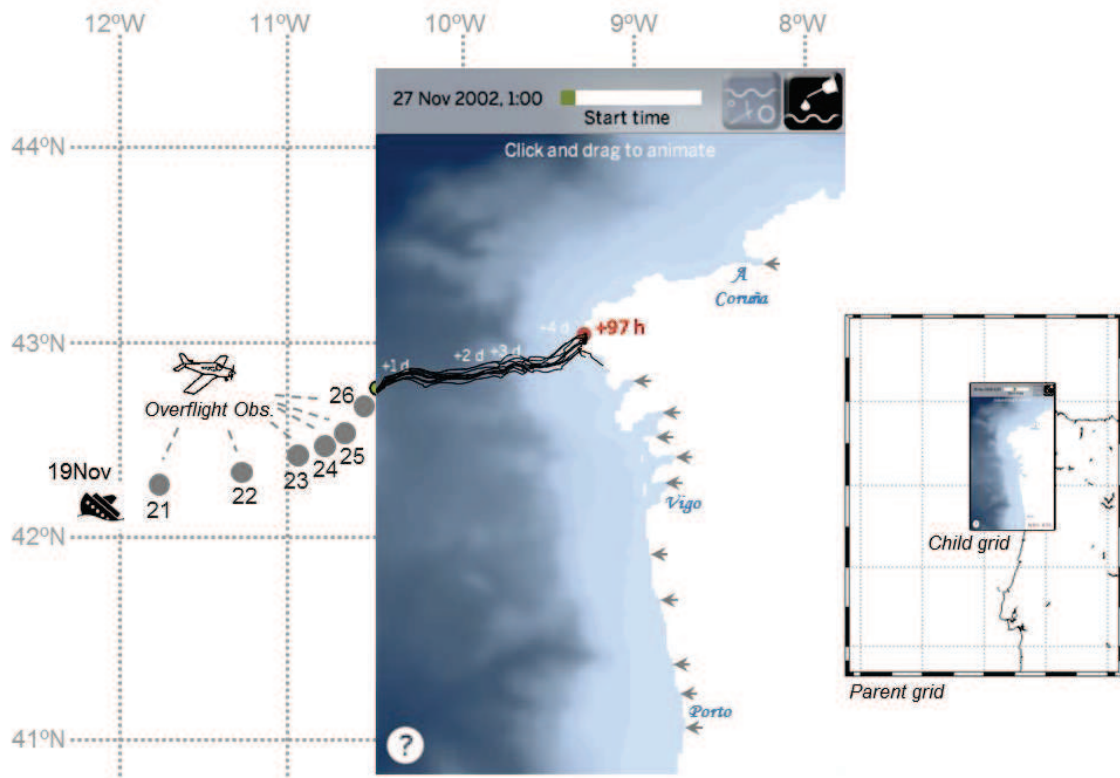 12ºW
11ºW
10ºW
9ºW
8ºW
27 Nov 2002, 1:00
Start time
Click and drag to animate
44ºN
A
Coruña
43ºN
+97 h
+4 d
+3 d
+2 d
+1 d
26
Overflight Obs.
25
24
23
22
21
19Nov
Vigo
42ºN
Porto
41ºN
?
Child grid
Parent grid